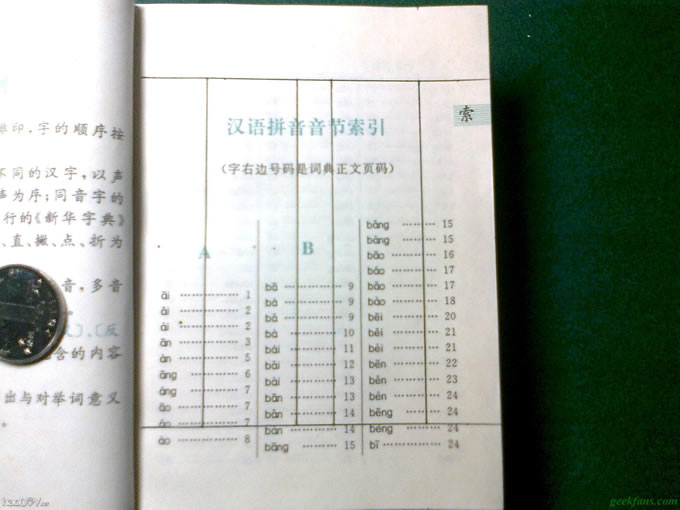 排印，字的顺序按
不同的汉字，以声
声为序；同音字的
行的《新华字典》
、直、撇、点、折为
音，多音
〔反
含的内容
出与对举词意义
。
索
汉语拼音音节索引
（字右边号码是词典正文页码）
A
āi ………… 1
ái ………… 2
ài ………… 2
ān ………… 3
àn ………… 5
āng ………… 6
áng ………… 7
āo ………… 7
áo ………… 7
ào ………… 8
B
bā ………… 9
bá ………… 9
bǎ ………… 9
bà ………… 10
bái ………… 11
bǎi ………… 12
bài ………… 13
bān ………… 13
bǎn ………… 14
bàn ………… 14
bāng ………… 15
bǎng ………… 15
bàng ………… 15
bāo ………… 16
báo ………… 17
bǎo ………… 17
bào ………… 18
bēi ………… 20
běi ………… 21
bèi ………… 21
bēn ………… 22
běn ………… 23
bèn ………… 24
bēng ………… 24
béng ………… 24
bī ………… 24
geekfans.com